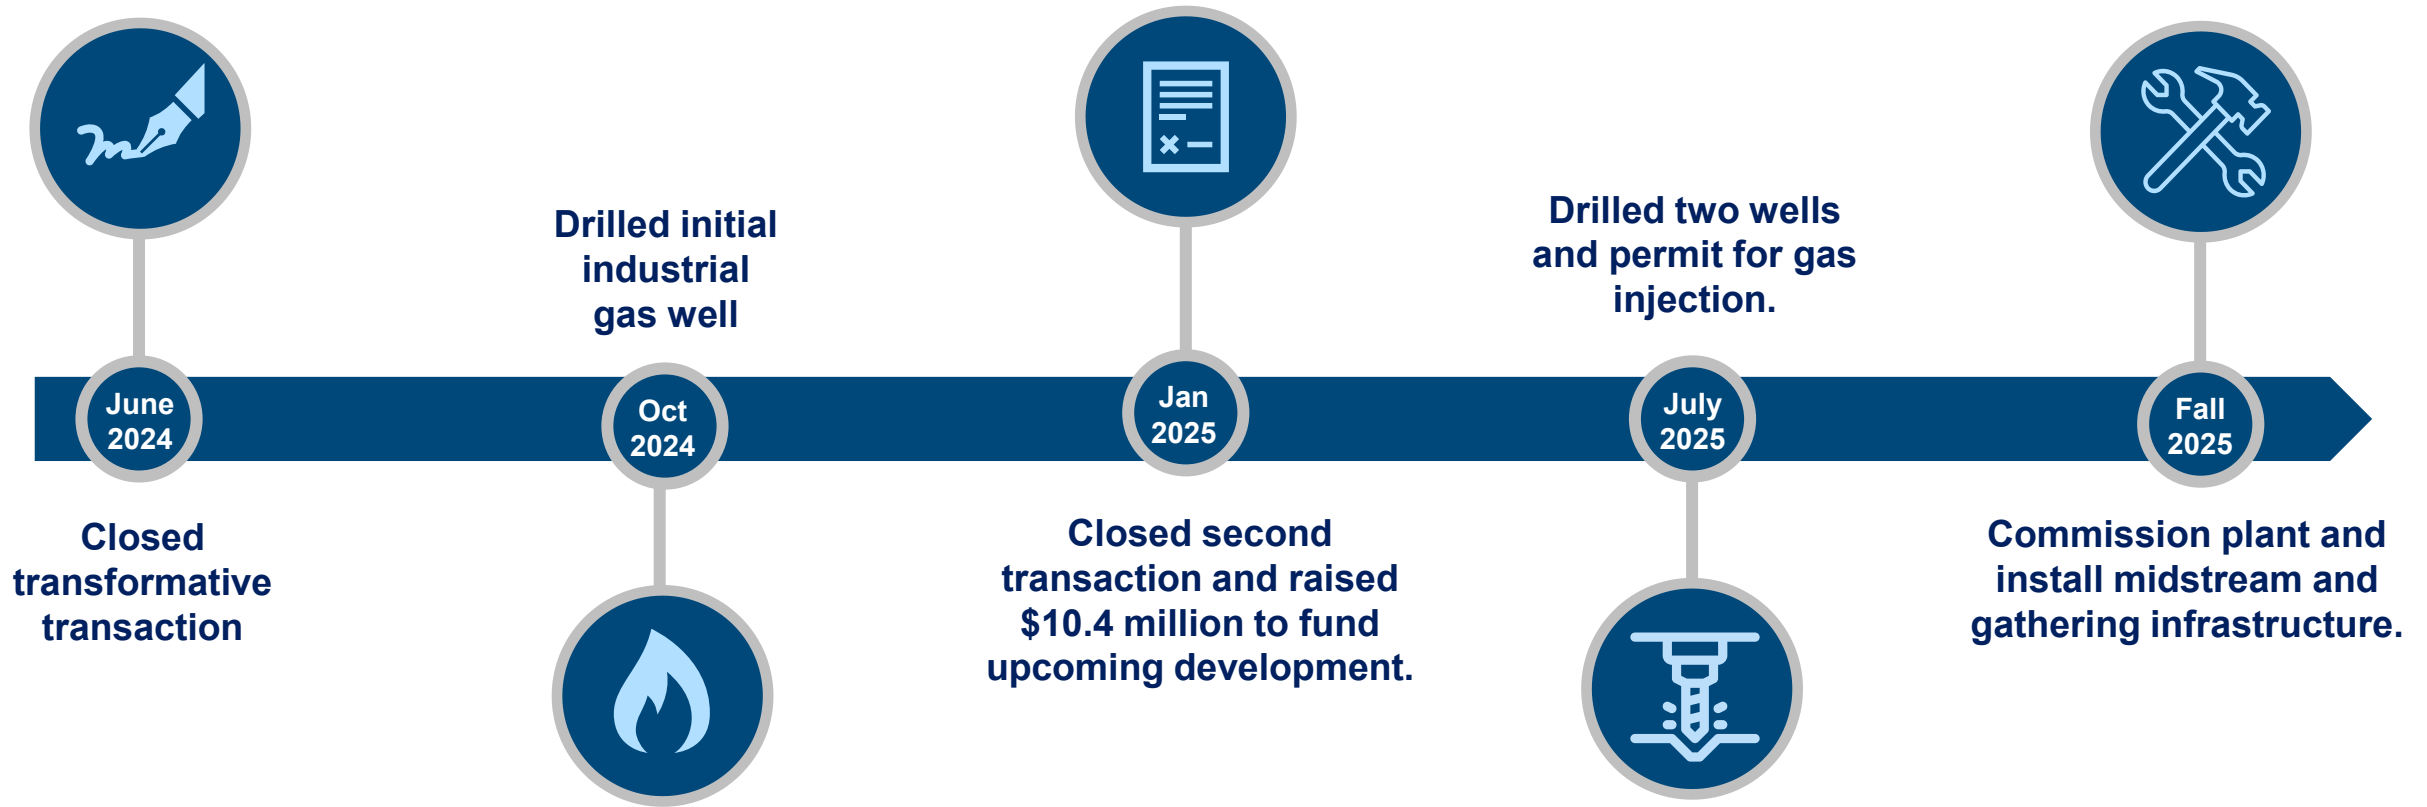 June
2024
Closed
transformative
transaction
Drilled initial
industrial
gas well
Oct
2024
Jan
2025
Closed second
transaction and raised
$10.4 million to fund
upcoming development.
Drilled two wells
and permit for gas
injection.
July
2025
Fall
2025
Commission plant and
install midstream and
gathering infrastructure.